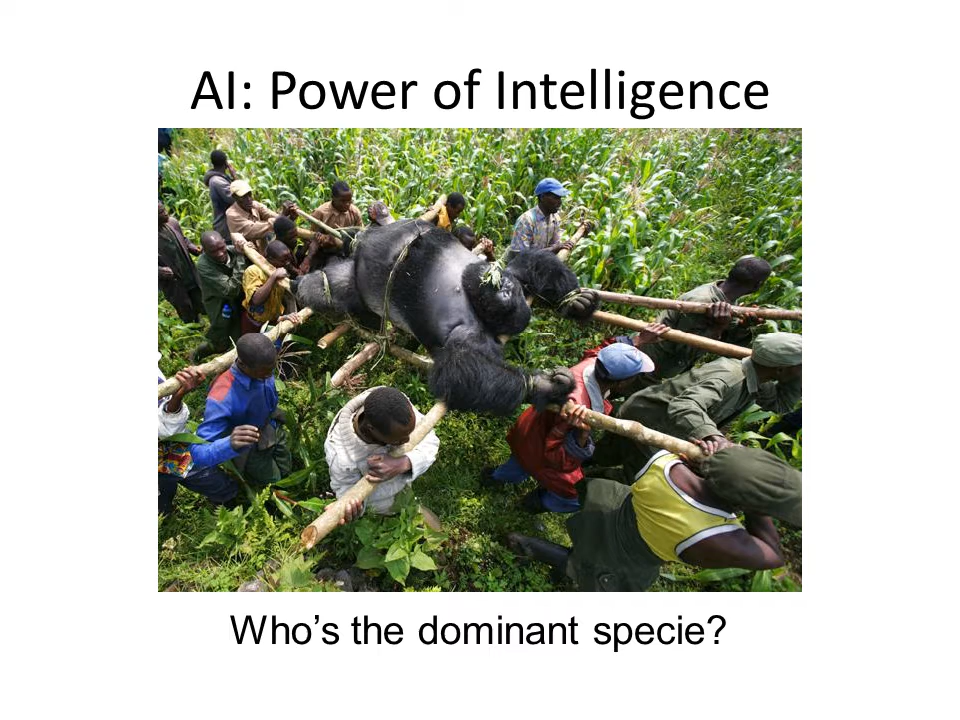 AI: Power of Intelligence
Who’s the dominant specie?